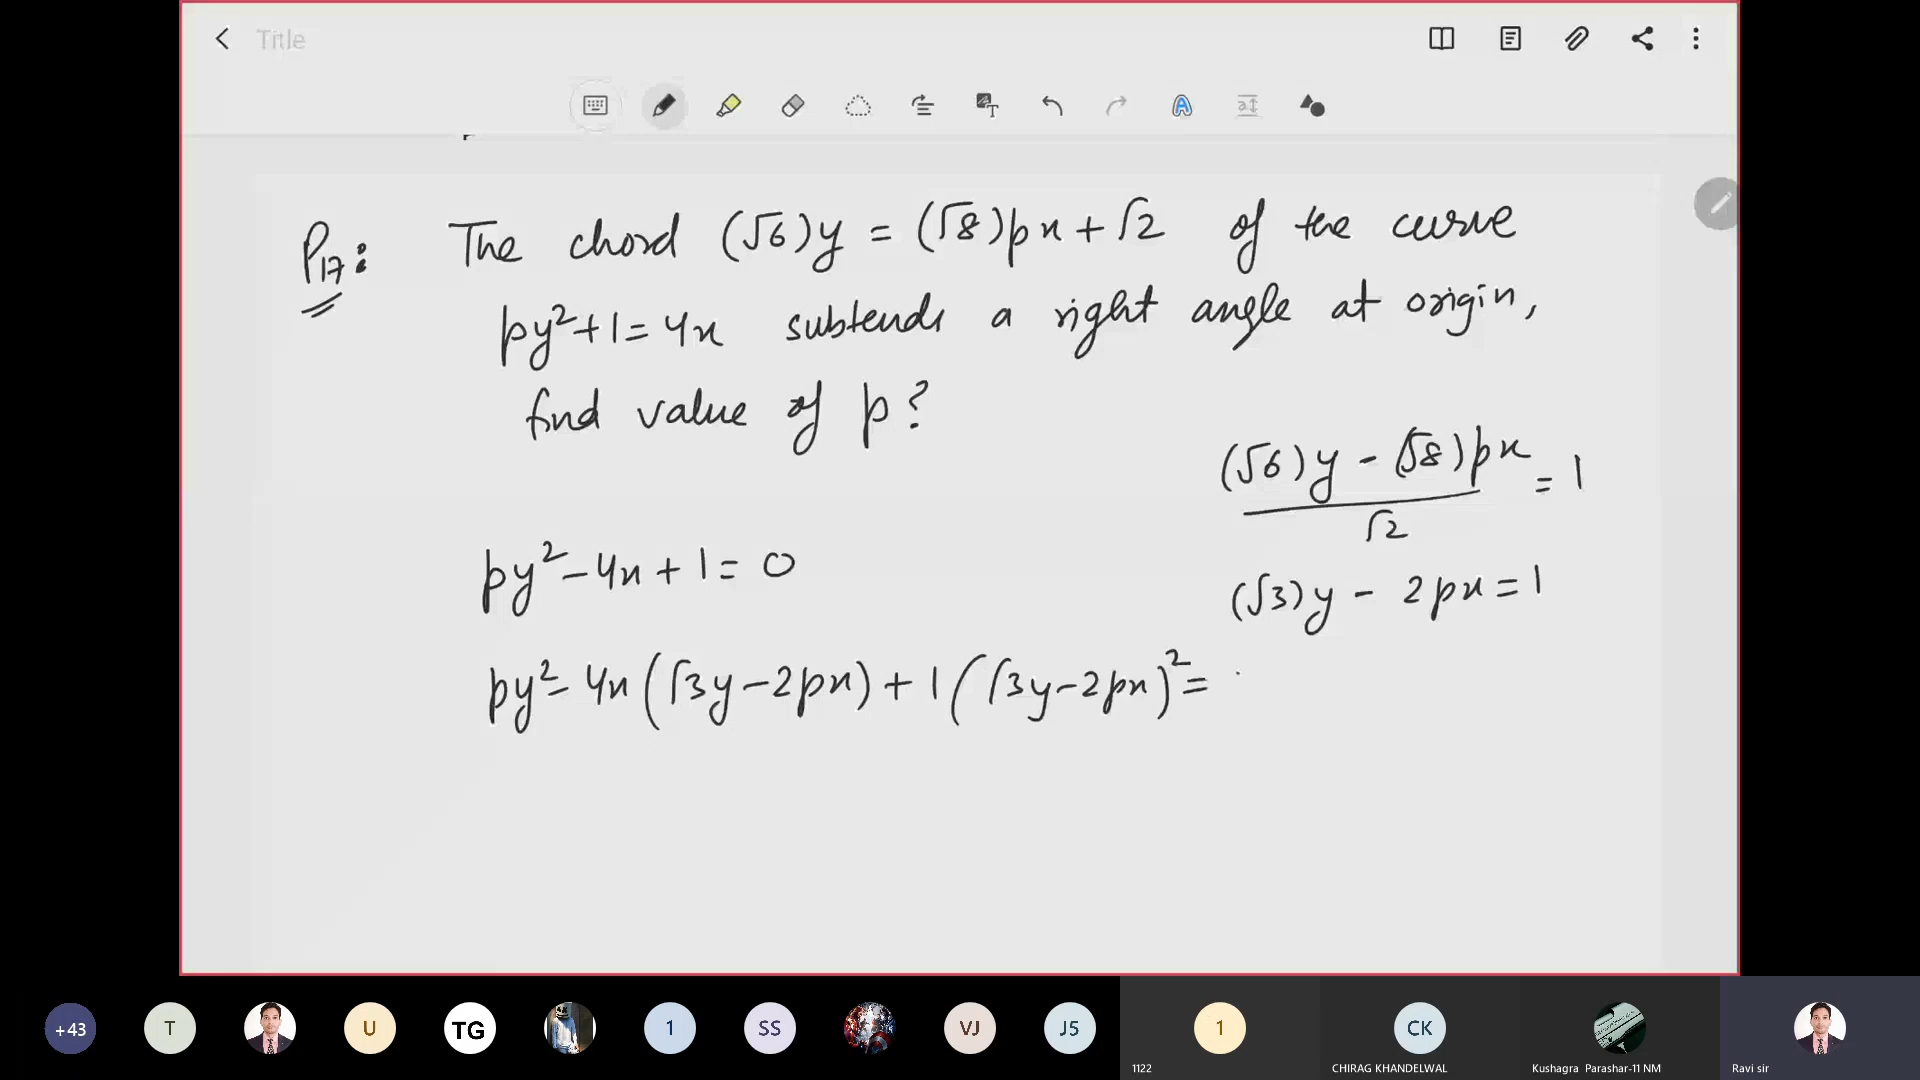 Title
P17: The chord (√6)y = (√8)px + √2 of the curve
py²+1=4x subtends a right angle at origin,
find value of p?
(√6)y - (√8)px = 1
√2
py²-4x+1=0
(√3)y - 2px = 1
py²-4x(√3y-2px)+1(√3y-2px)²=
+43
T
U
TG
1
SS
VJ
J5
1
CK
1122
CHIRAG KHANDELWAL
Kushagra Parashar-11 NM
Ravi sir